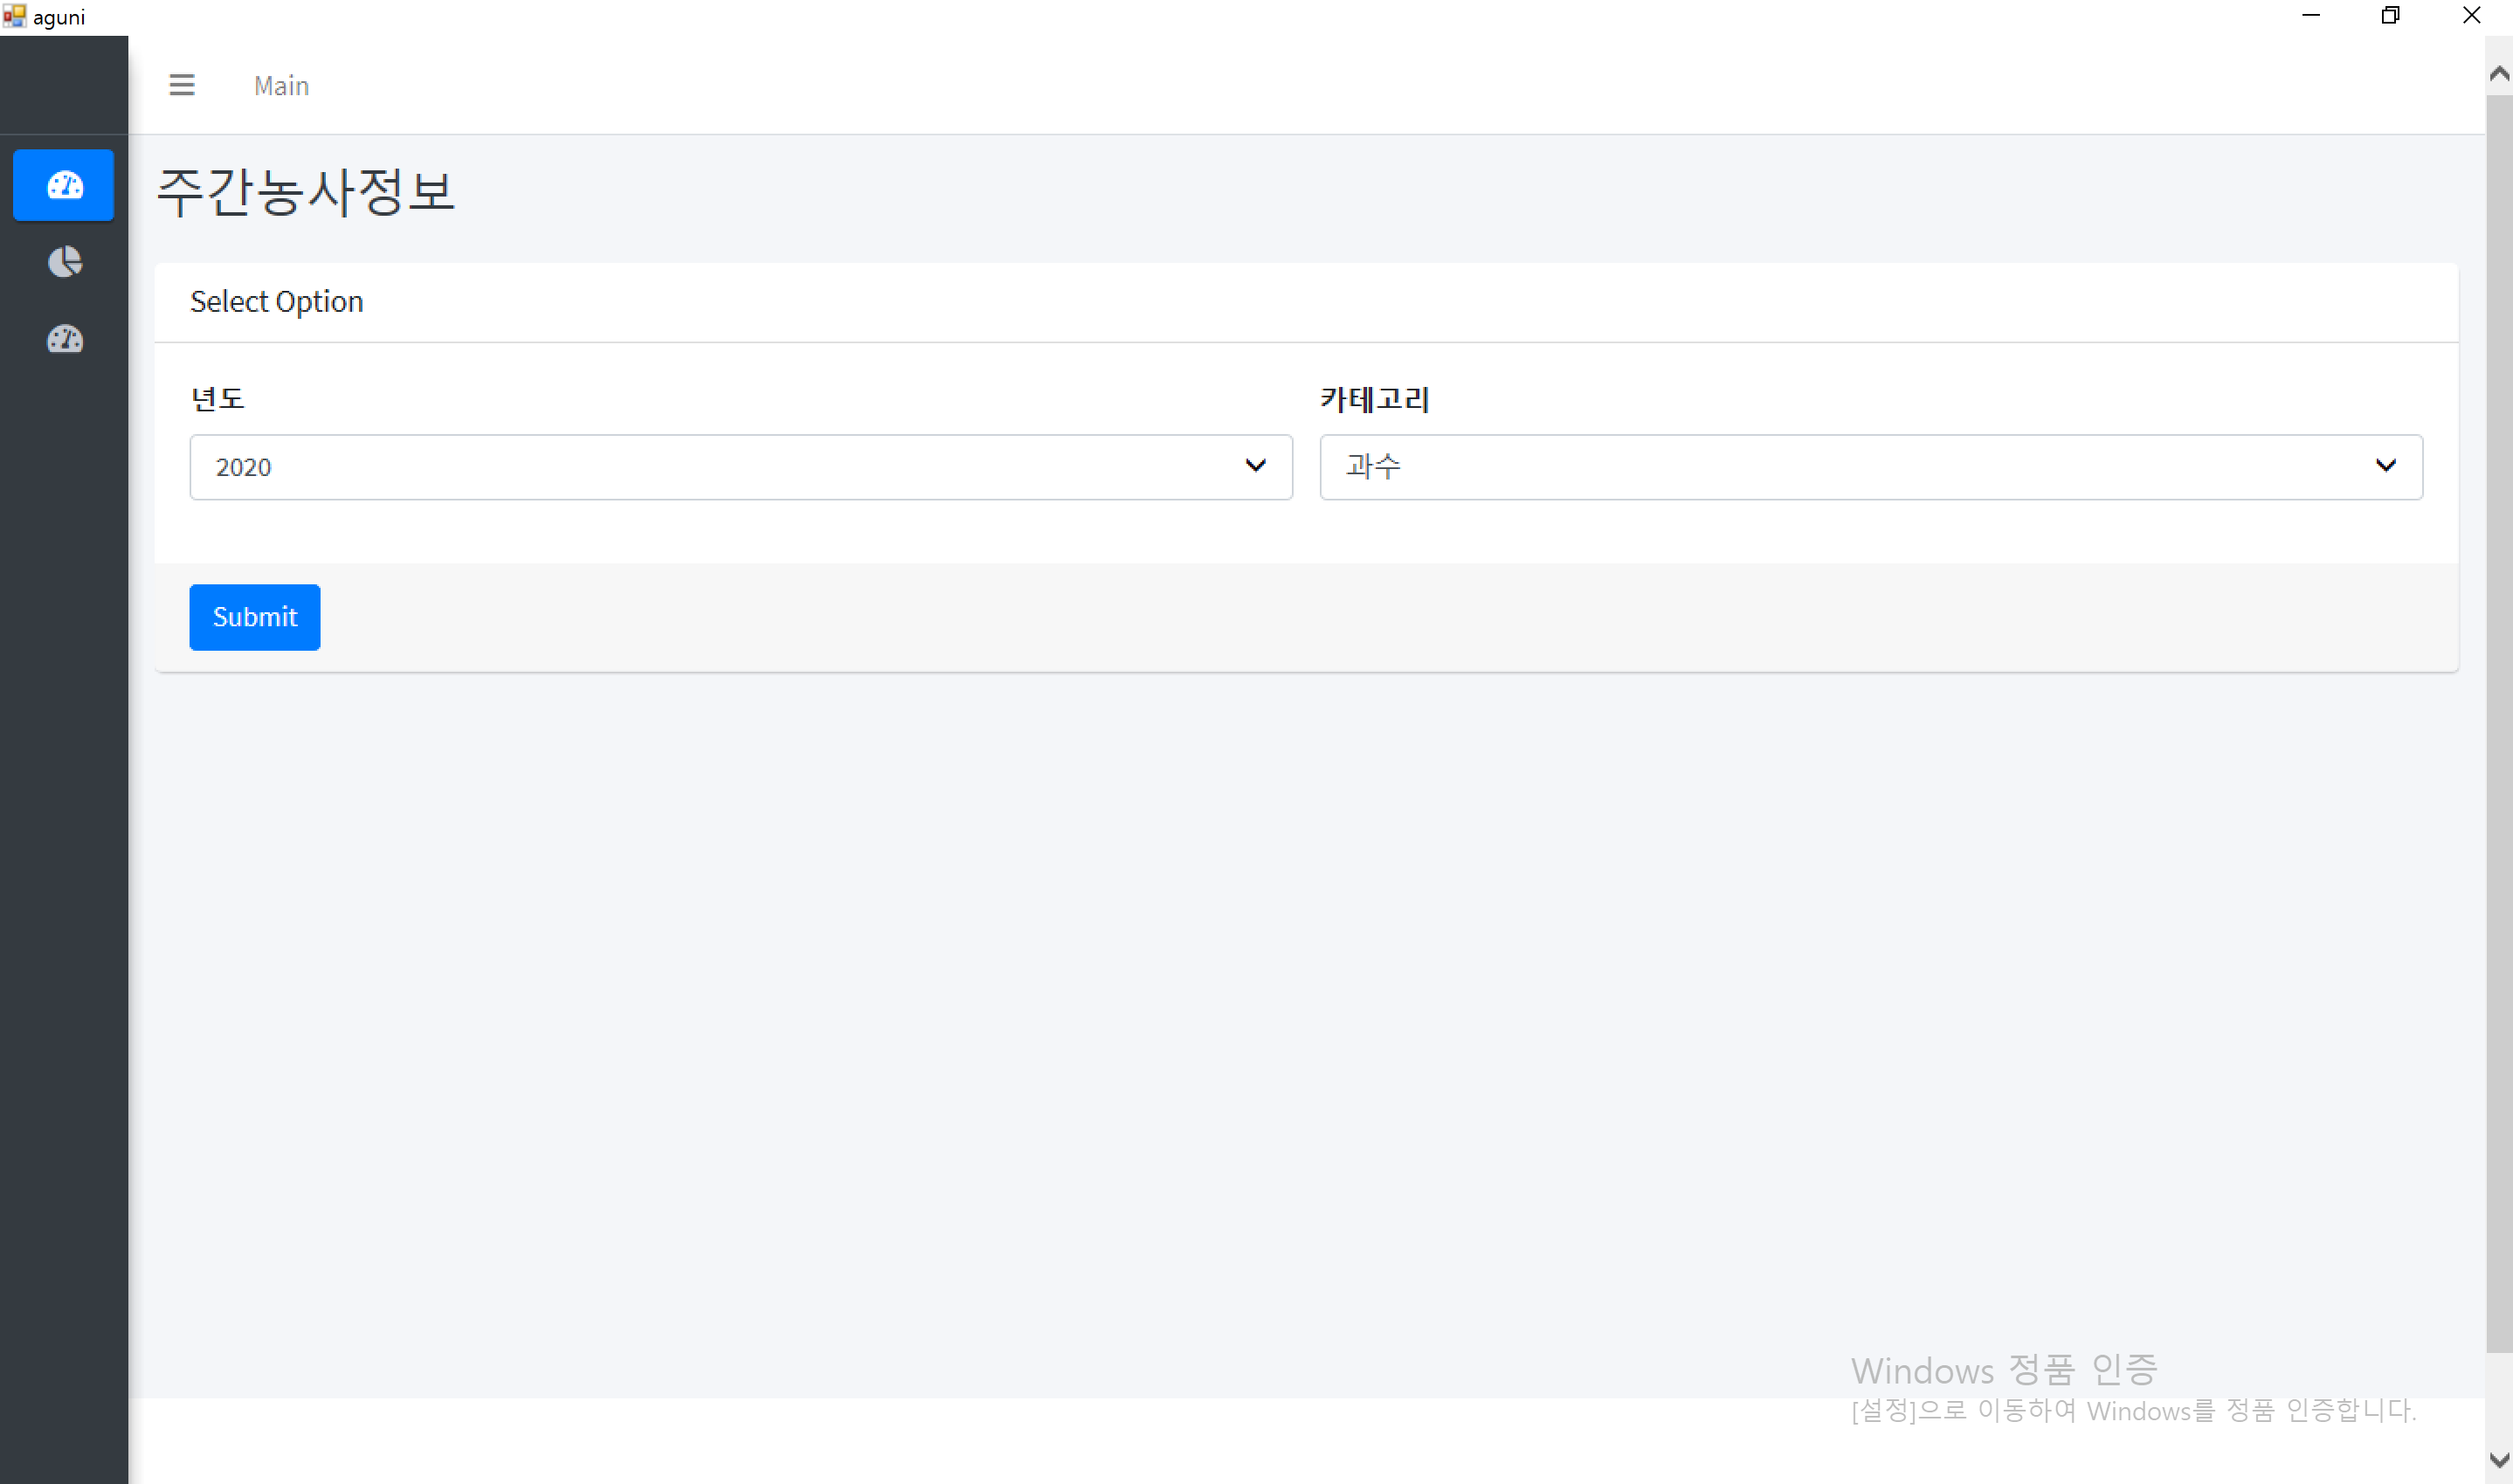 aguni
Main
주간농사정보
Select Option
년도
카테고리
2020
과수
Submit
Windows 정품 인증
[설정]으로 이동하여 Windows를 정품 인증합니다.